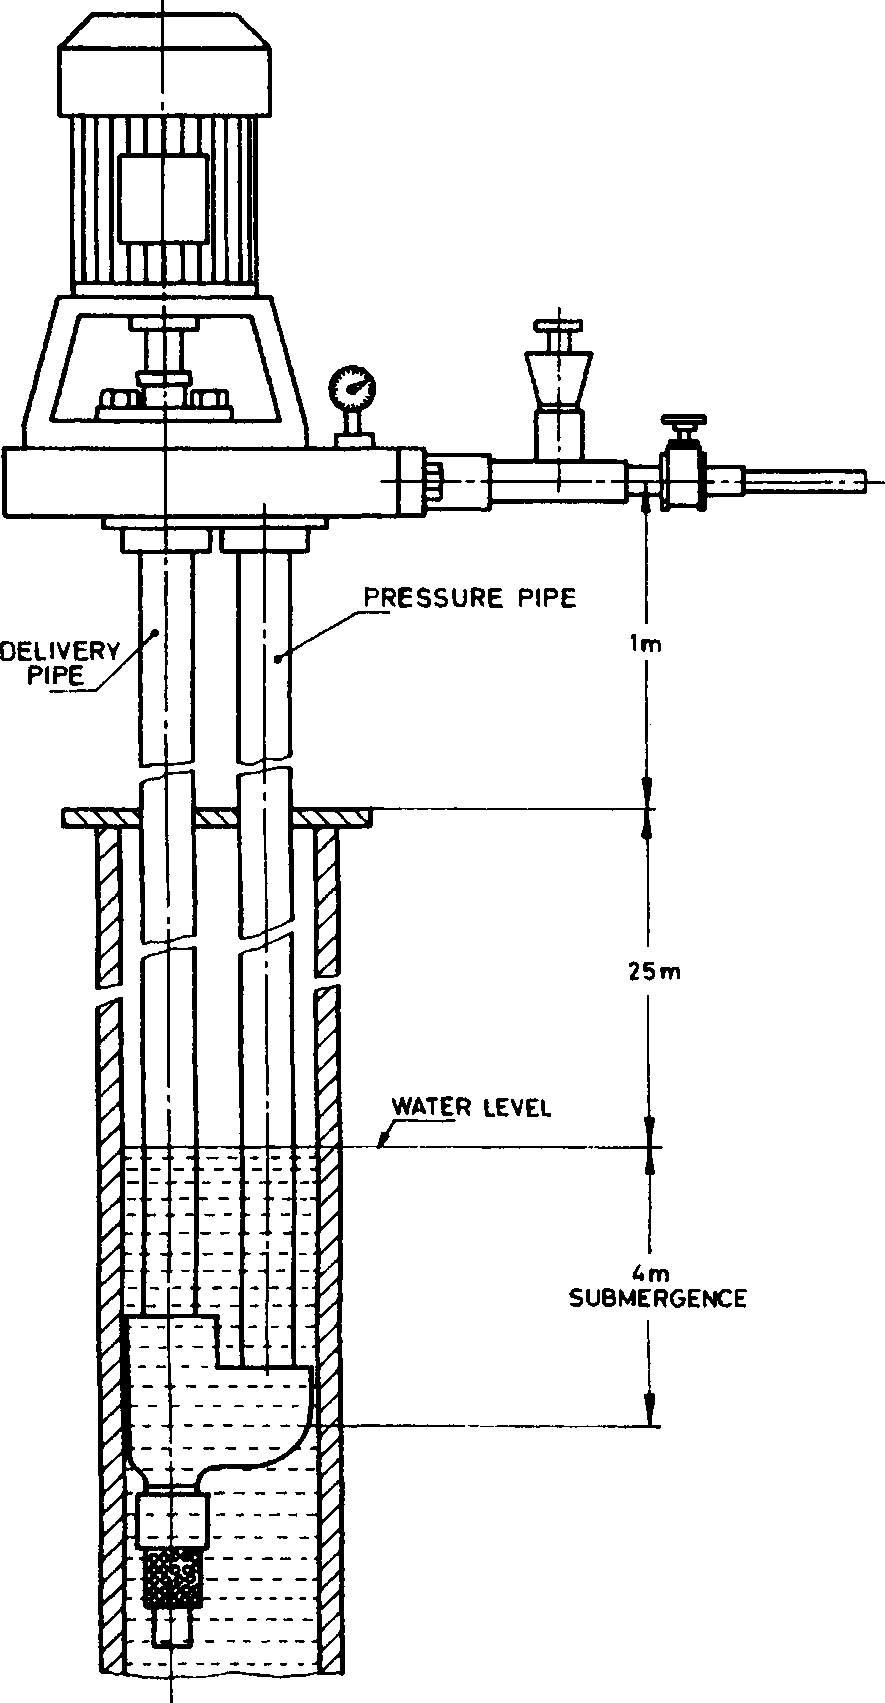 PRESSURE PIPE
DELIVERY
PIPE
1m
25m
WATER LEVEL
4m
SUBMERGENCE